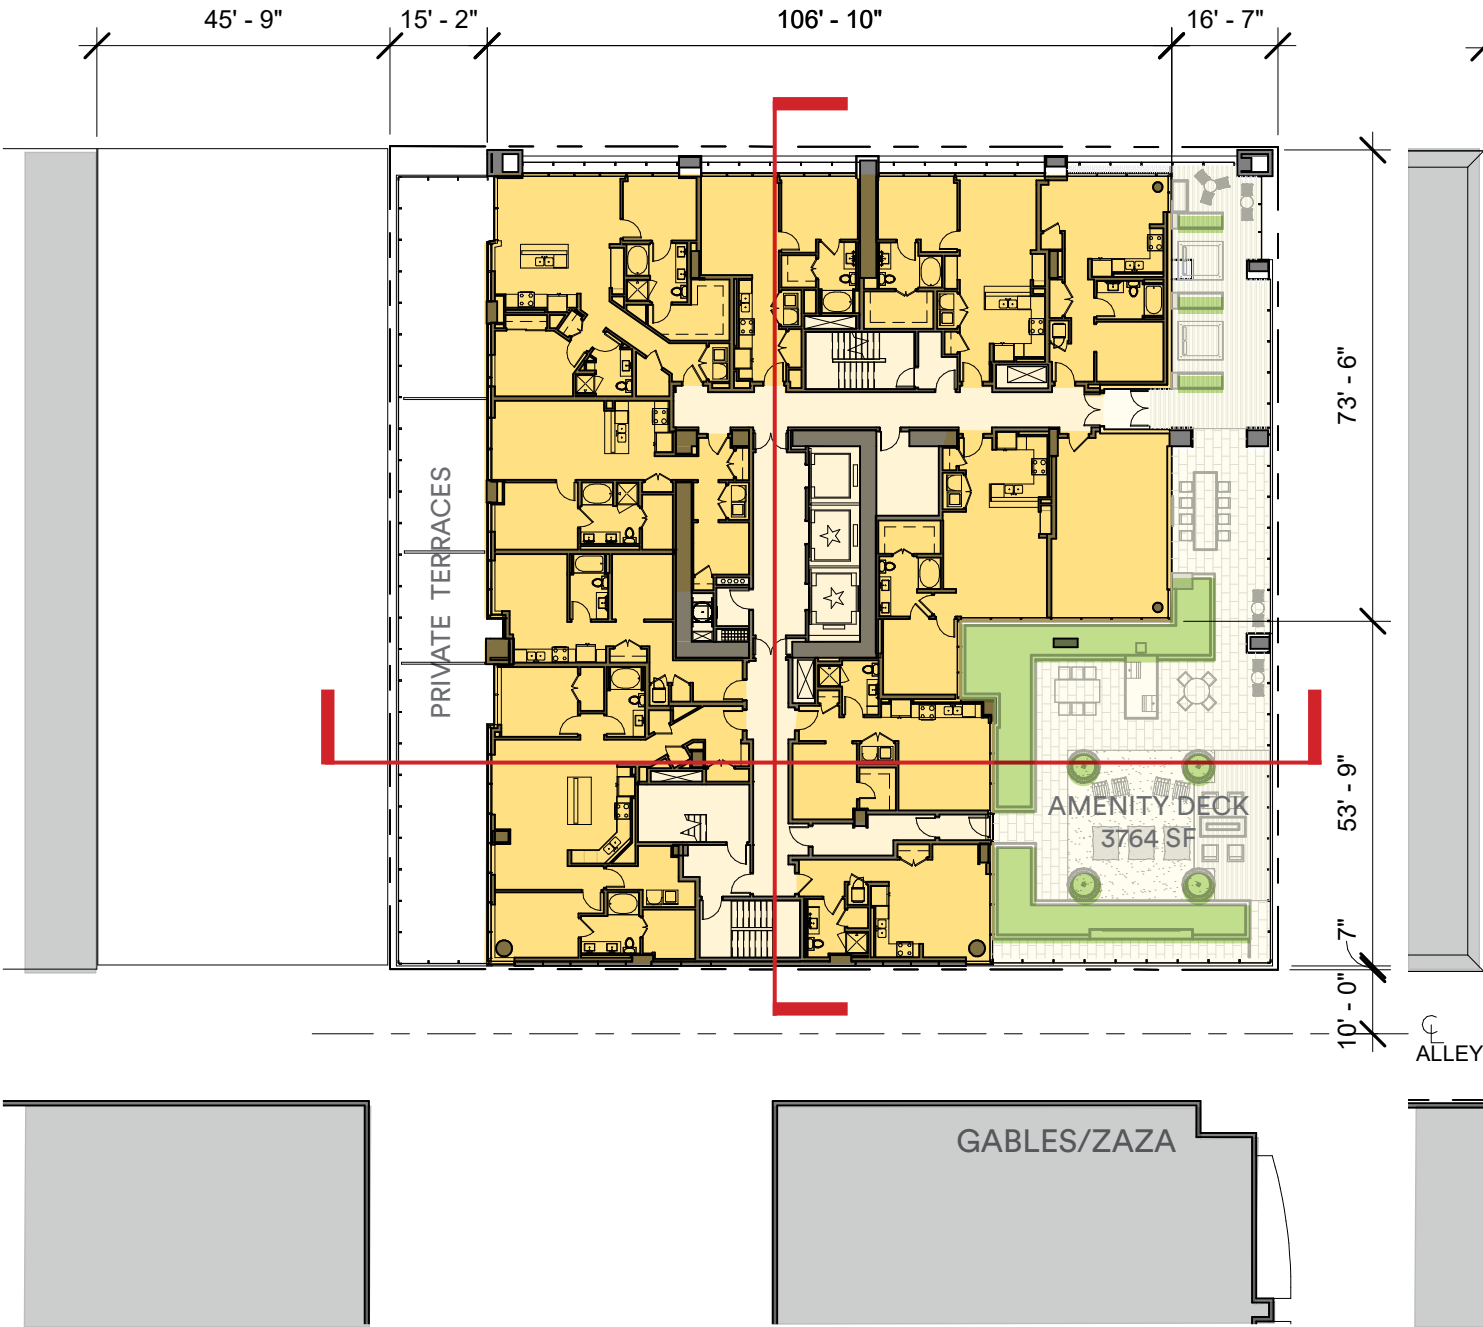 45' - 9"
15' - 2"
106' - 10"
16' - 7"
73' - 6"
PRIVATE TERRACES
53' - 9"
AMENITY DECK
3764 SF
7"
10' - 0"
CL
ALLEY
GABLES/ZAZA